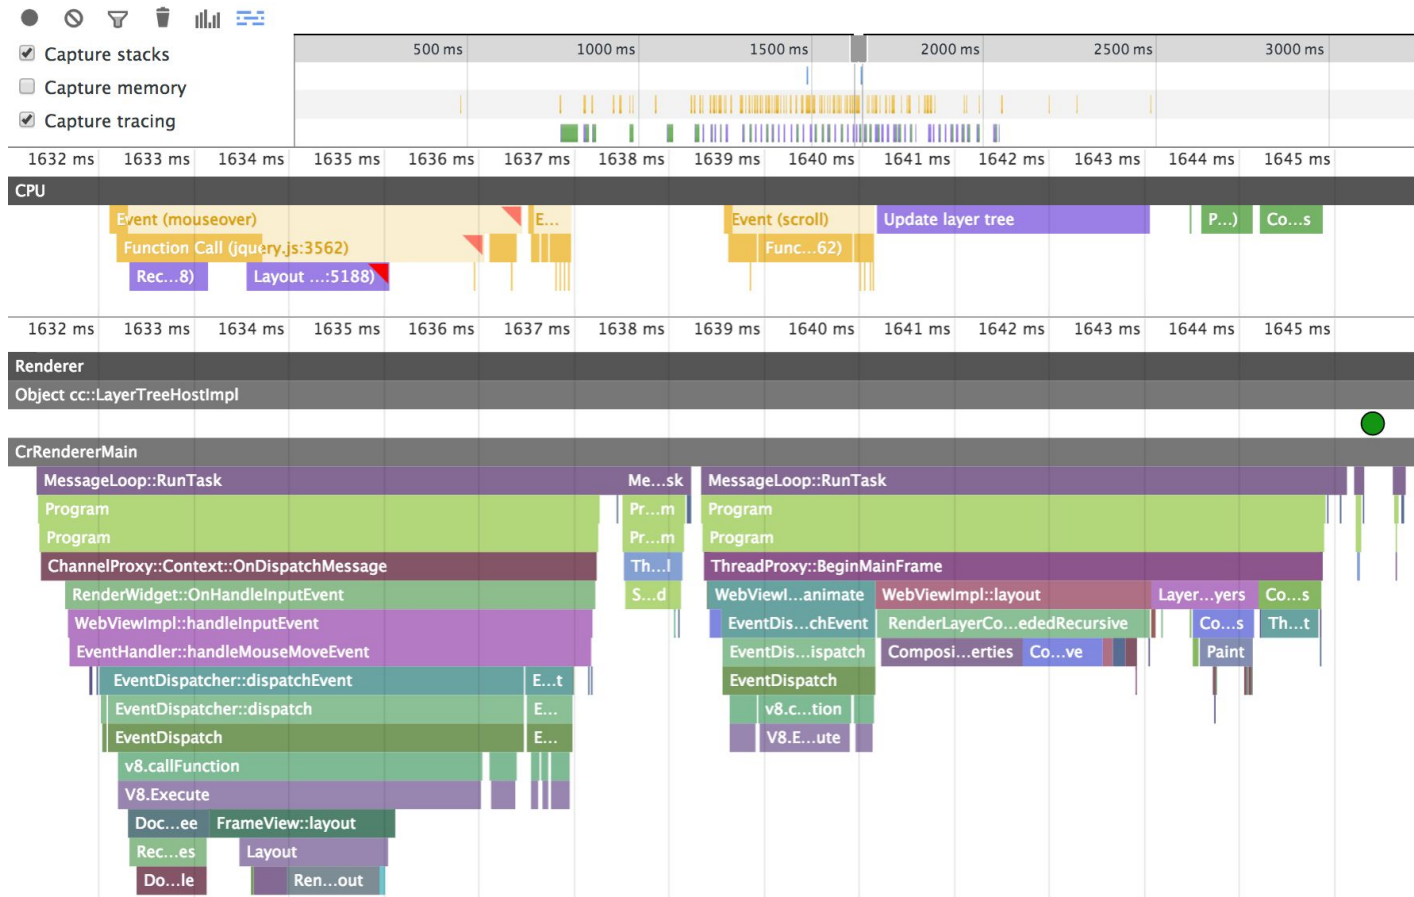 Capture stacks
Capture memory
Capture tracing
500 ms 1000 ms 1500 ms 2000 ms 2500 ms 3000 ms
1632 ms 1633 ms 1634 ms 1635 ms 1636 ms 1637 ms 1638 ms 1639 ms 1640 ms 1641 ms 1642 ms 1643 ms 1644 ms 1645 ms
CPU
Event (mouseover) E... Event (scroll) Update layer tree P...) Co...s
Function Call (jquery.js:3562) Func...62)
Rec...8) Layout ...:5188)
1632 ms 1633 ms 1634 ms 1635 ms 1636 ms 1637 ms 1638 ms 1639 ms 1640 ms 1641 ms 1642 ms 1643 ms 1644 ms 1645 ms
Renderer
Object cc::LayerTreeHostImpl
CrRendererMain
MessageLoop::RunTask Me...sk MessageLoop::RunTask
Program Pr...m Program
Program Pr...m Program
ChannelProxy::Context::OnDispatchMessage Th...l ThreadProxy::BeginMainFrame
RenderWidget::OnHandleInputEvent S...d WebViewI...animate WebViewImpl::layout Layer...yers Co...s
WebViewImpl::handleInputEvent EventDis...chEvent RenderLayerCo...ededRecursive Co...s Th...t
EventHandler::handleMouseMoveEvent EventDis...ispatch Composi...erties Co...ve Paint
EventDispatcher::dispatchEvent E...t EventDispatch
EventDispatcher::dispatch E... v8.c...tion
EventDispatch E... V8.E...ute
v8.callFunction
V8.Execute
Doc...ee FrameView::layout
Rec...es Layout
Do...le Ren...out